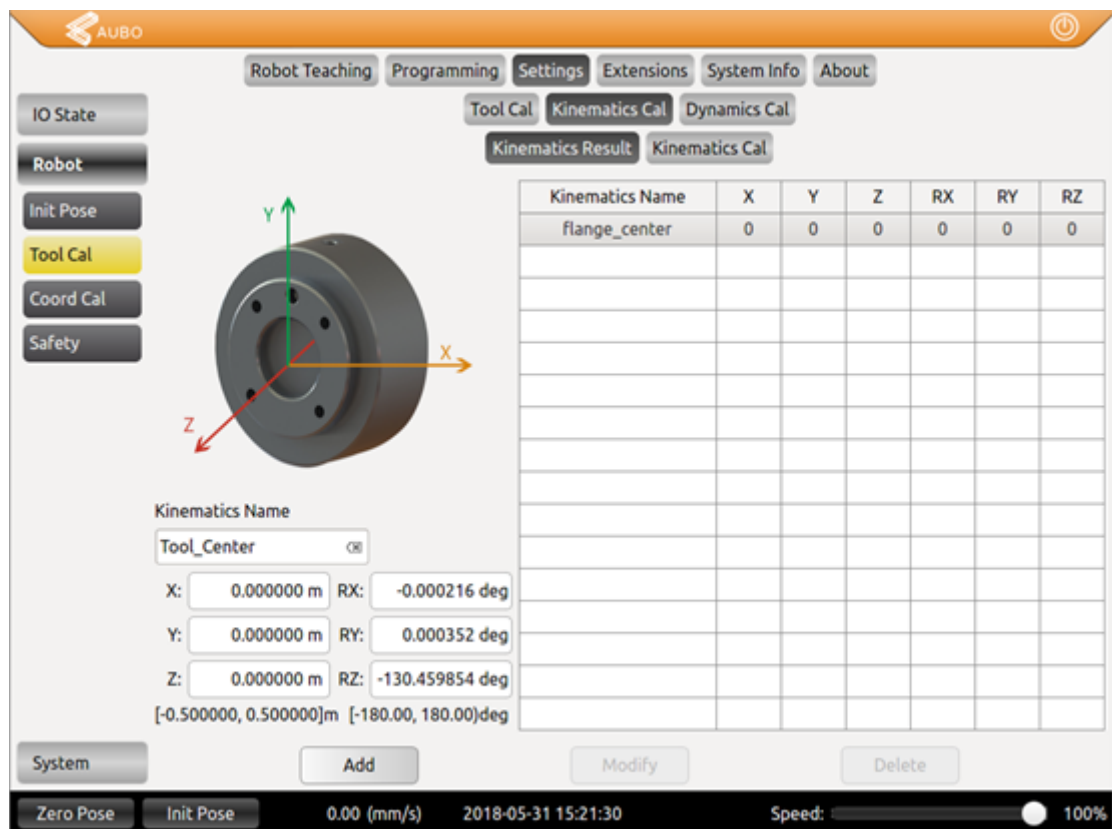 AUBO
Robot Teaching Programming Settings Extensions System Info About
IO State
Tool Cal Kinematics Cal Dynamics Cal
Robot
Kinematics Result Kinematics Cal
Init Pose
Tool Cal
Coord Cal
Safety
Y
X
Z
Kinematics Name X Y Z RX RY RZ
flange_center 0 0 0 0 0 0
Kinematics Name
Tool_Center
X: 0.000000 m RX: -0.000216 deg
Y: 0.000000 m RY: 0.000352 deg
Z: 0.000000 m RZ: -130.459854 deg
[-0.500000, 0.500000]m [-180.00, 180.00)deg
System
Add Modify Delete
Zero Pose Init Pose 0.00 (mm/s) 2018-05-31 15:21:30 Speed: 100%